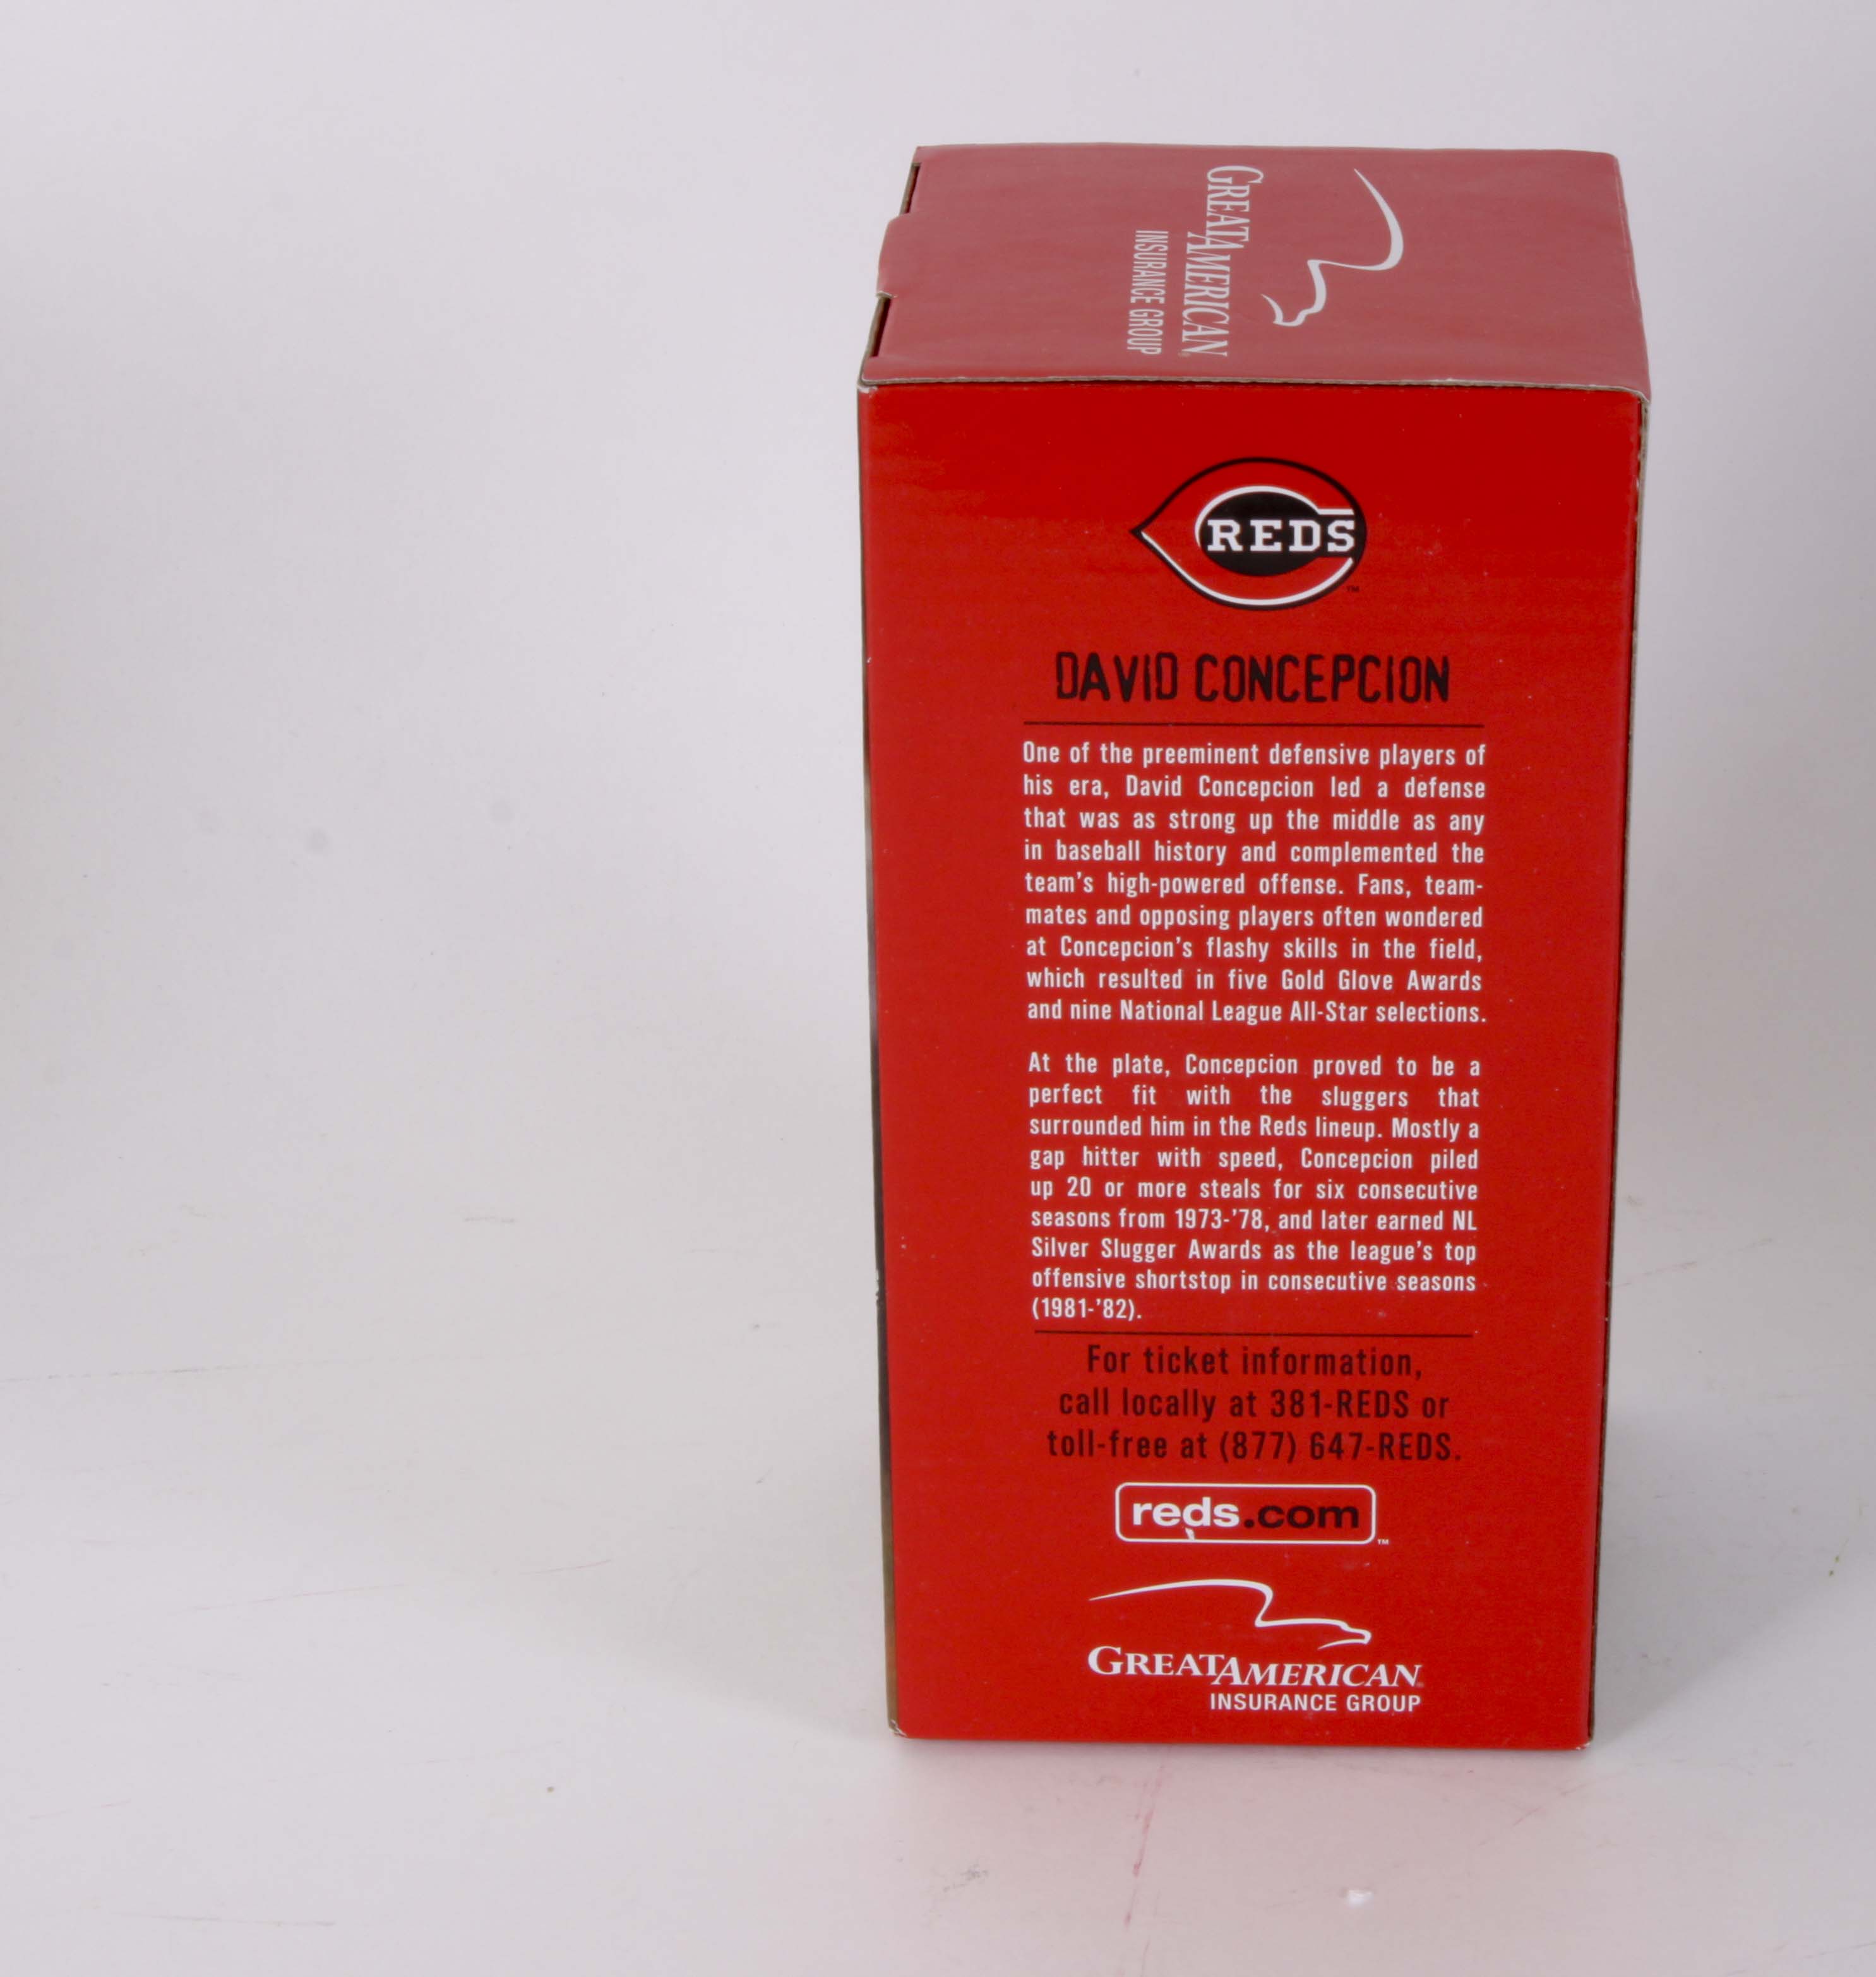 GREATAMERICAN
INSURANCE GROUP
REDS
DAVID CONCEPCION
One of the preeminent defensive players of
his era, David Concepcion led a defense
that was as strong up the middle as any
in baseball history and complemented the
team's high-powered offense. Fans, team-
mates and opposing players often wondered
at Concepcion's flashy skills in the field,
which resulted in five Gold Glove Awards
and nine National League All-Star selections.
At the plate, Concepcion proved to be a
perfect fit with the sluggers that
surrounded him in the Reds lineup. Mostly a
gap hitter with speed, Concepcion piled
up 20 or more steals for six consecutive
seasons from 1973-'78, and later earned NL
Silver Slugger Awards as the league's top
offensive shortstop in consecutive seasons
(1981-'82).
For ticket information,
call locally at 381-REDS or
toll-free at (877) 647-REDS.
reds.com™
GREATAMERICAN
INSURANCE GROUP